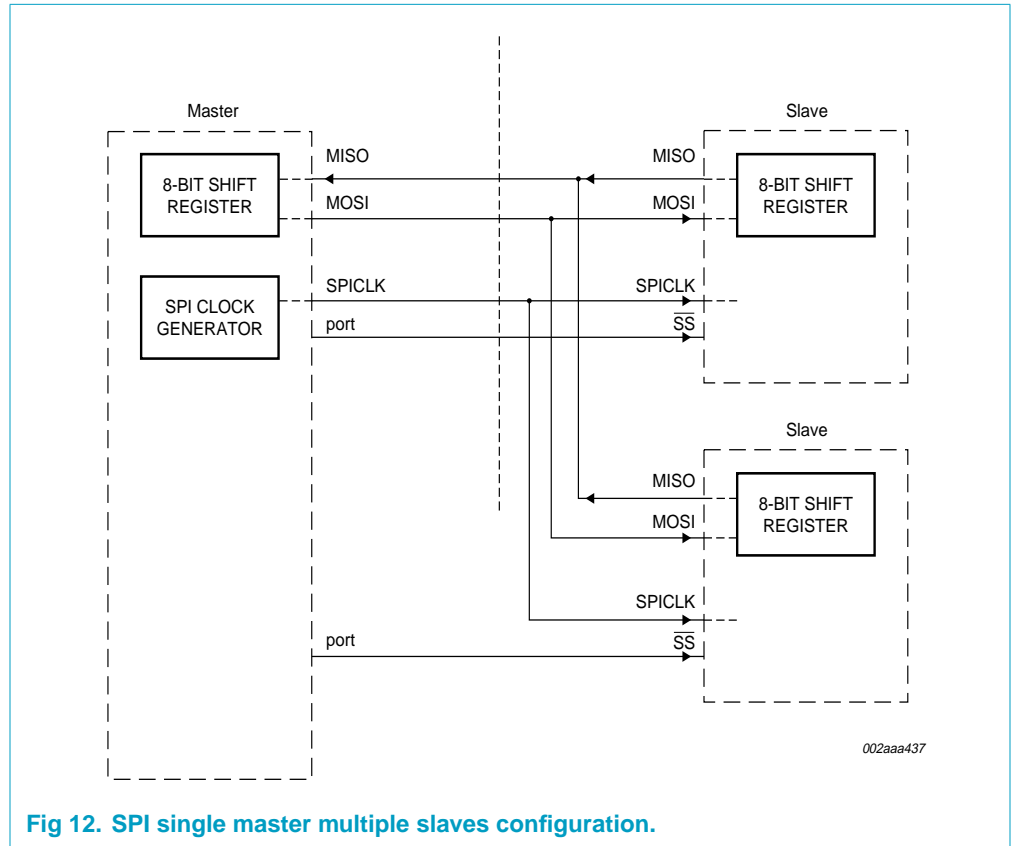 Master
Slave
MISO
MISO
8-BIT SHIFT
REGISTER
8-BIT SHIFT
REGISTER
MOSI
MOSI
SPICLK
SPICLK
SPI CLOCK
GENERATOR
port
S̅S̅
Slave
MISO
8-BIT SHIFT
REGISTER
MOSI
SPICLK
port
S̅S̅
002aaa437
Fig 12. SPI single master multiple slaves configuration.